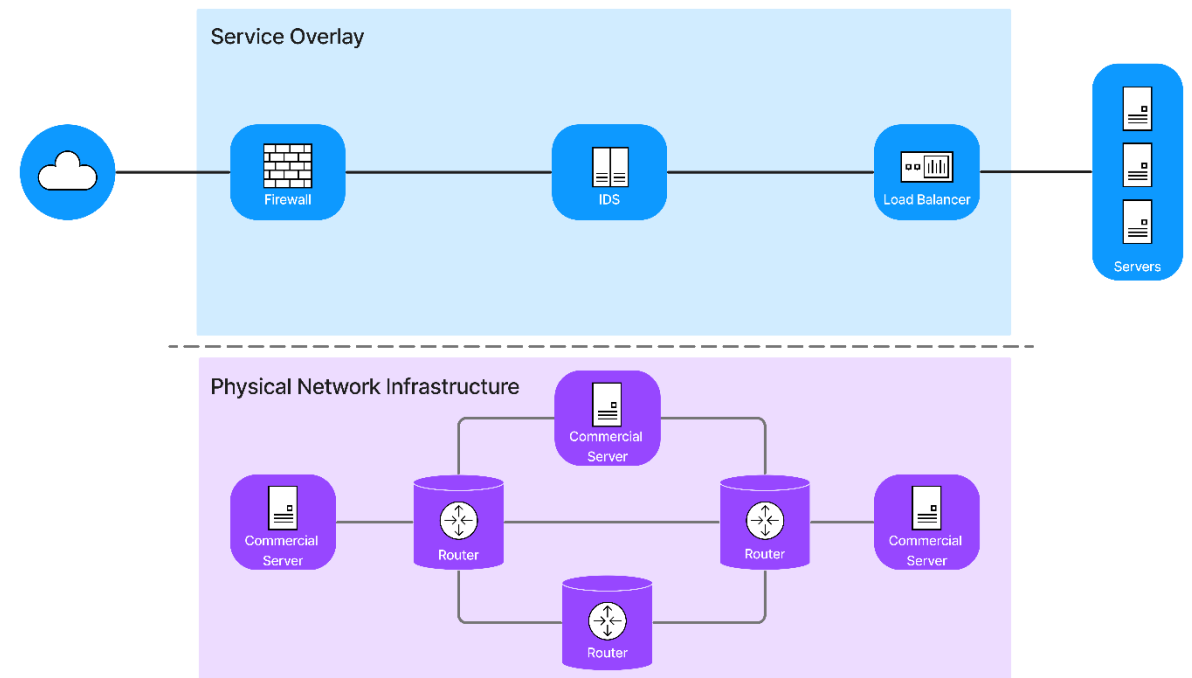 Service Overlay
Firewall
IDS
Load Balancer
Servers
Physical Network Infrastructure
Commercial
Server
Commercial
Server
Router
Router
Commercial
Server
Router